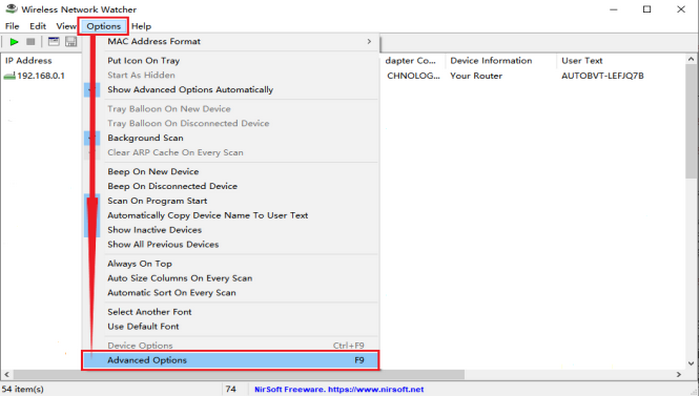 Wireless Network Watcher
File Edit View Options Help
MAC Address Format
IP Address dapter Co... Device Information User Text
Put Icon On Tray
192.168.0.1 CHNOLOG... Your Router AUTOBVT-LEFJQ7B
Start As Hidden
Show Advanced Options Automatically
Tray Balloon On New Device
Tray Balloon On Disconnected Device
Background Scan
Clear ARP Cache On Every Scan
Beep On New Device
Beep On Disconnected Device
Scan On Program Start
Automatically Copy Device Name To User Text
Show Inactive Devices
Show All Previous Devices
Always On Top
Auto Size Columns On Every Scan
Automatic Sort On Every Scan
Select Another Font
Use Default Font
Device Options Ctrl+F9
Advanced Options F9
54 item(s) 74 NirSoft Freeware. https://www.nirsoft.net